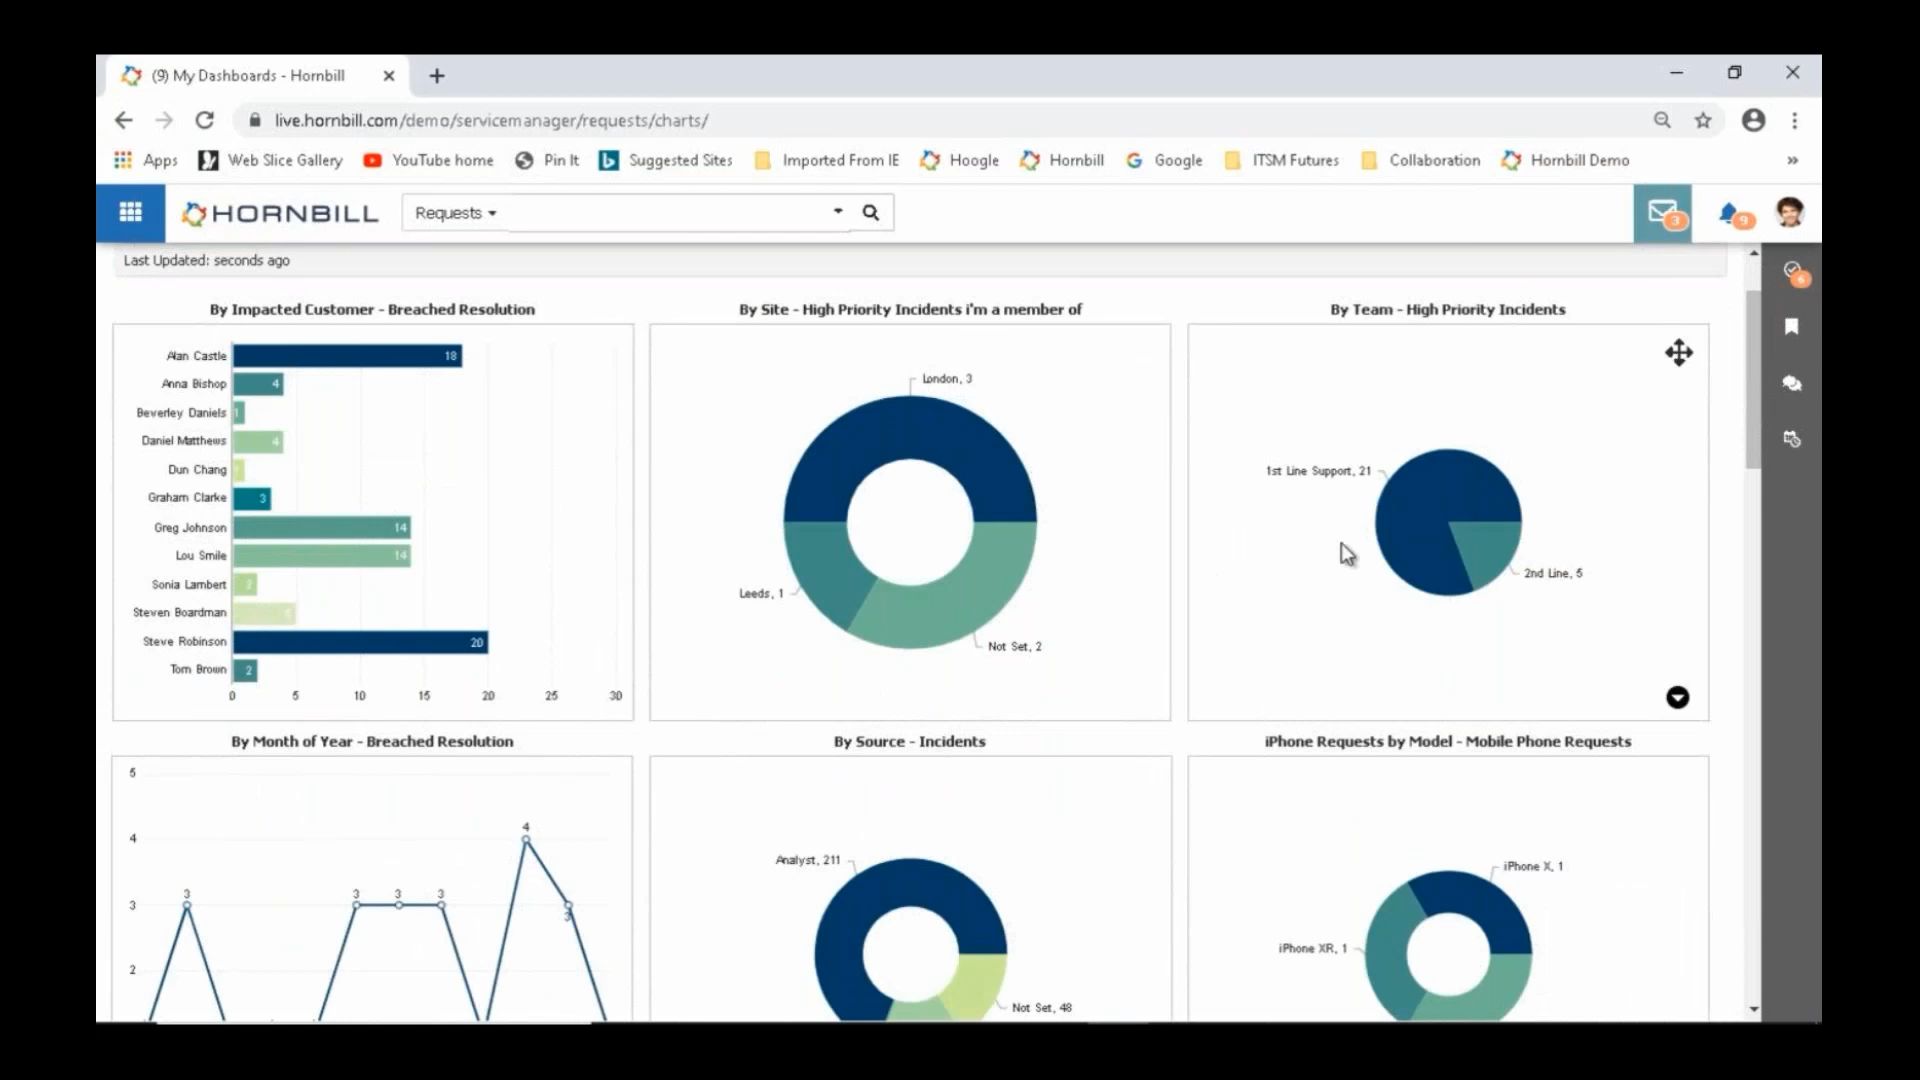 (9) My Dashboards - Hornbill
live.hornbill.com/demo/servicemanager/requests/charts/
Apps Web Slice Gallery YouTube home Pin It Suggested Sites Imported From IE Hoogle Hornbill Google ITSM Futures Collaboration Hornbill Demo »
HORNBILL Requests 3 9
Last Updated: seconds ago
6
By Impacted Customer - Breached Resolution
Alan Castle 18
Anna Bishop 4
Beverley Daniels 1
Daniel Matthews 4
Dun Chang
Graham Clarke 3
Greg Johnson 14
Lou Smile 14
Sonia Lambert 2
Steven Boardman 5
Steve Robinson 20
Tom Brown 2
0 5 10 15 20 25 30
By Site - High Priority Incidents i'm a member of
London, 3
Leeds, 1
Not Set, 2
By Team - High Priority Incidents
1st Line Support, 21
2nd Line, 5
By Month of Year - Breached Resolution
5
4
3
2
3 3 3 3 4 3
By Source - Incidents
Analyst, 211
Not Set, 48
iPhone Requests by Model - Mobile Phone Requests
iPhone X, 1
iPhone XR, 1